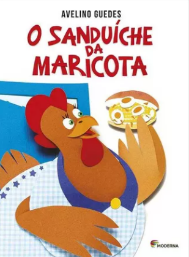 AVELINO GUEDES
O SANDUÍCHE
DA
MARICOTA
MODERNA